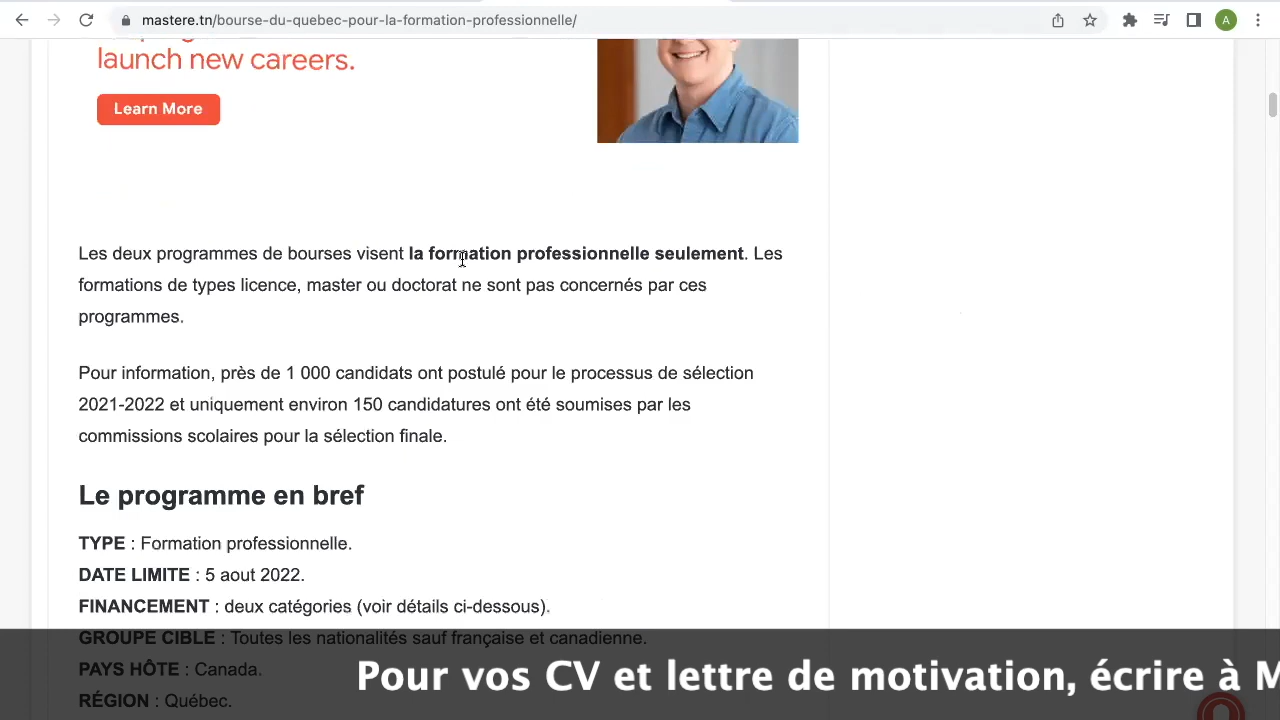 mastere.tn/bourse-du-quebec-pour-la-formation-professionnelle/
A
launch new careers.
Learn More
Les deux programmes de bourses visent la formation professionnelle seulement. Les
formations de types licence, master ou doctorat ne sont pas concernés par ces
programmes.
Pour information, près de 1 000 candidats ont postulé pour le processus de sélection
2021-2022 et uniquement environ 150 candidatures ont été soumises par les
commissions scolaires pour la sélection finale.
Le programme en bref
TYPE : Formation professionnelle.
DATE LIMITE : 5 aout 2022.
FINANCEMENT : deux catégories (voir détails ci-dessous).
GROUPE CIBLE : Toutes les nationalités sauf française et canadienne.
PAYS HÔTE : Canada.
Pour vos CV et lettre de motivation, écrire à M
RÉGION : Québec.